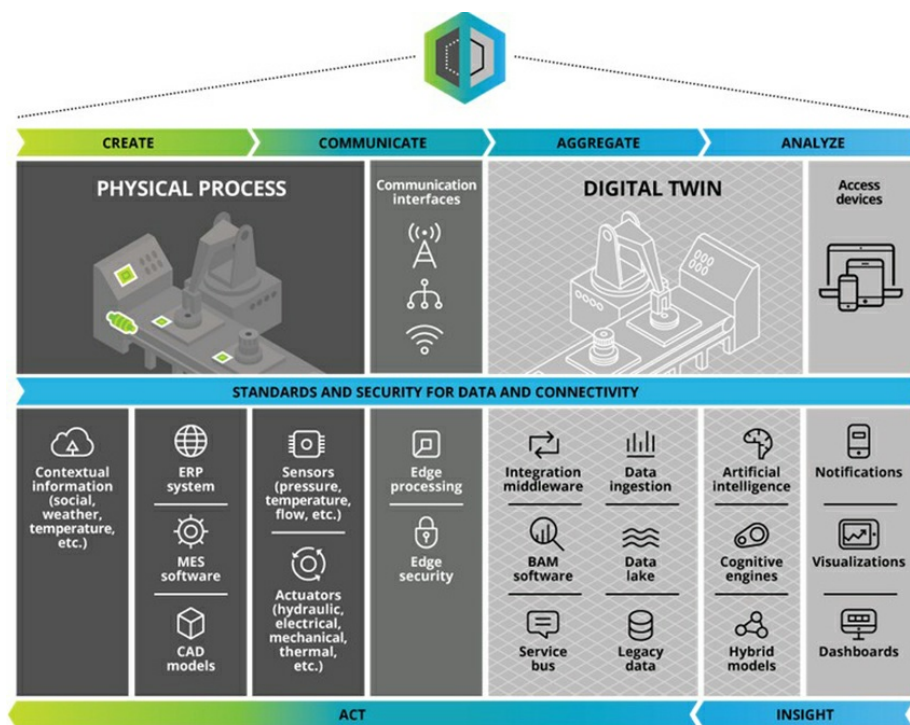 CREATE
COMMUNICATE
AGGREGATE
ANALYZE
PHYSICAL PROCESS
Communication
interfaces
DIGITAL TWIN
Access
devices
STANDARDS AND SECURITY FOR DATA AND CONNECTIVITY
Contextual
information
(social,
weather,
temperature,
etc.)
ERP
system
MES
software
CAD
models
Sensors
(pressure,
temperature,
flow, etc.)
Actuators
(hydraulic,
electrical,
mechanical,
thermal,
etc.)
Edge
processing
Edge
security
Integration
middleware
BAM
software
Service
bus
Data
ingestion
Data
lake
Legacy
data
Artificial
intelligence
Cognitive
engines
Hybrid
models
Notifications
Visualizations
Dashboards
ACT
INSIGHT